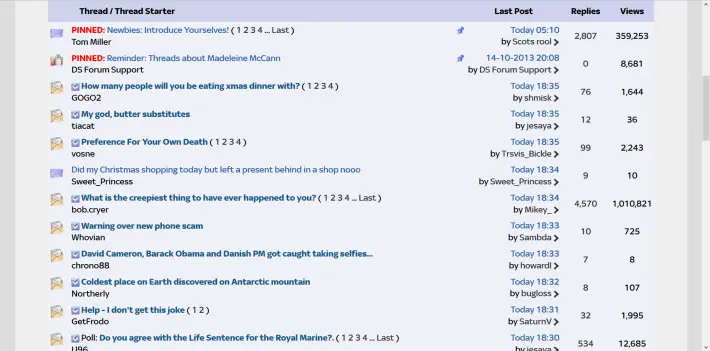 Thread / Thread Starter Last Post Replies Views
PINNED: Newbies: Introduce Yourselves! ( 1 2 3 4 ... Last ) Today 05:10 2,807 359,253
Tom Miller by Scots rool
PINNED: Reminder: Threads about Madeleine McCann 14-10-2013 20:08 0 8,681
DS Forum Support by DS Forum Support
How many people will you be eating xmas dinner with? ( 1 2 3 4 ) Today 18:35 76 1,644
GOGO2 by shmisk
My god, butter substitutes Today 18:35 12 36
tiacat by jesaya
Preference For Your Own Death ( 1 2 3 4 ) Today 18:35 99 2,243
vosne by Trsvis_Bickle
Did my Christmas shopping today but left a present behind in a shop nooo Today 18:34 9 10
Sweet_Princess by Sweet_Princess
What is the creepiest thing to have ever happened to you? ( 1 2 3 4 ... Last ) Today 18:34 4,570 1,010,821
bob.cryer by Mikey_
Warning over new phone scam Today 18:33 10 725
Whovian by Sambda
David Cameron, Barack Obama and Danish PM got caught taking selfies... Today 18:33 7 8
chrono88 by howardl
Coldest place on Earth discovered on Antarctic mountain Today 18:32 8 107
Northerly by bugloss
Help - I don't get this joke ( 1 2 ) Today 18:31 32 1,995
GetFrodo by SaturnV
Poll: Do you agree with the Life Sentence for the Royal Marine?. ( 1 2 3 4 ... Last ) Today 18:30 534 12,685
U96 by jesaya